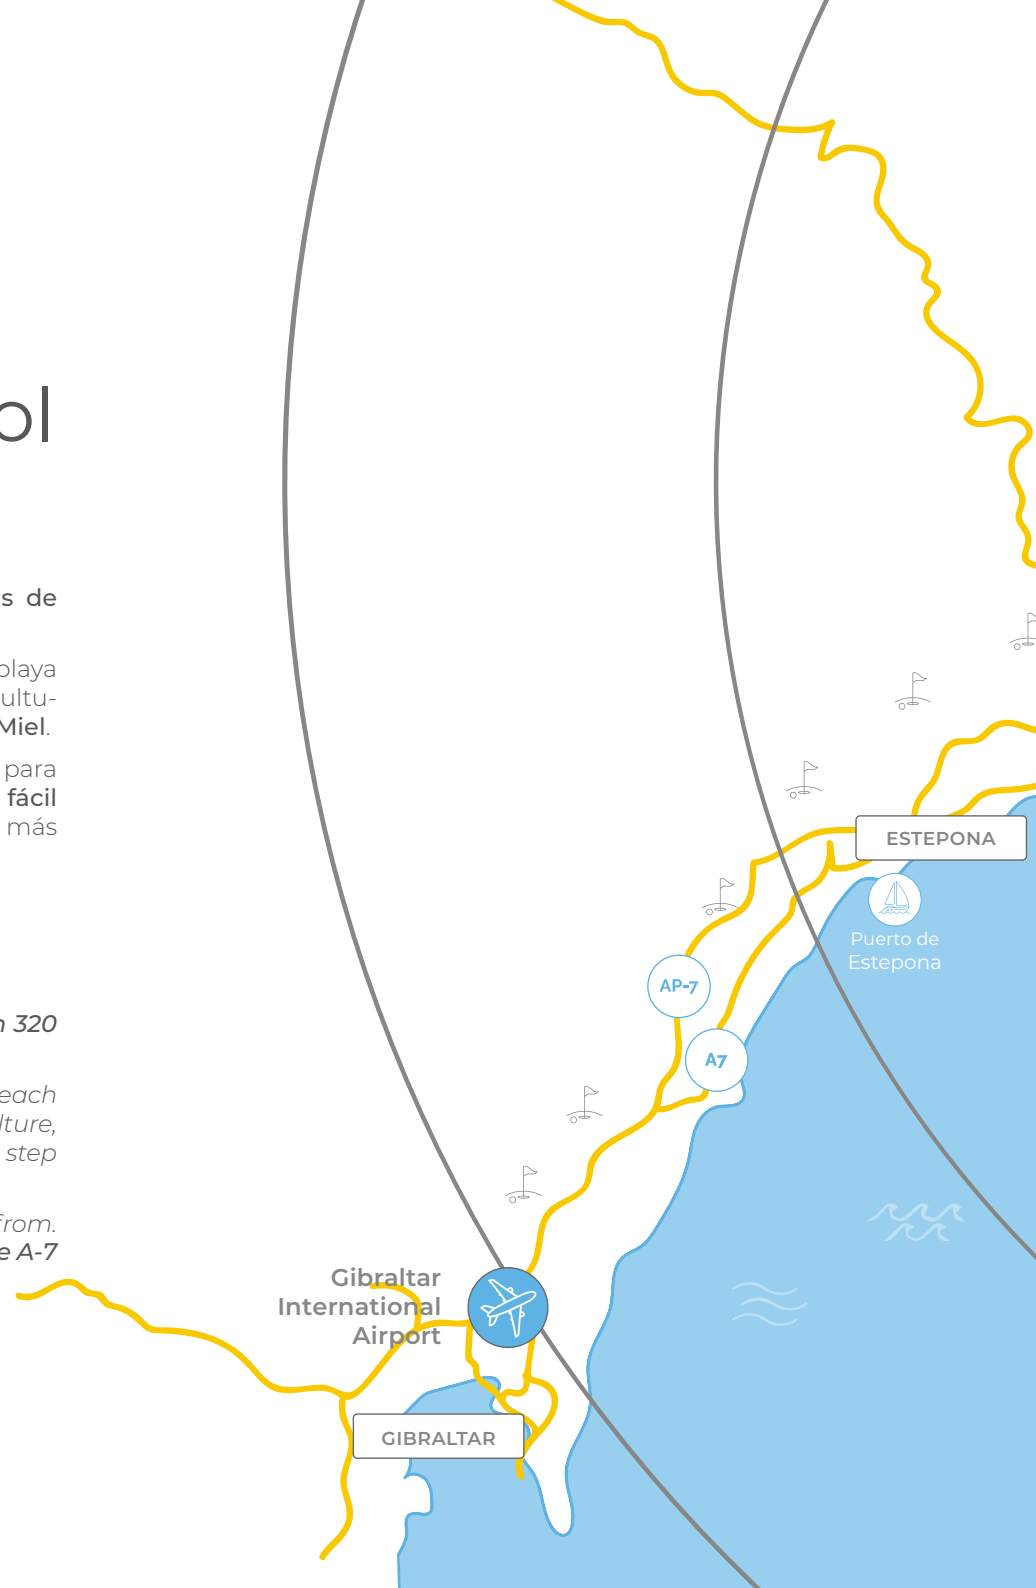 ol
s de
playa
ultu-
Miel.
para
fácil
más
n 320
each
lture,
step
from.
e A-7
ESTEPONA
Puerto de
Estepona
AP-7
A7
Gibraltar
International
Airport
GIBRALTAR